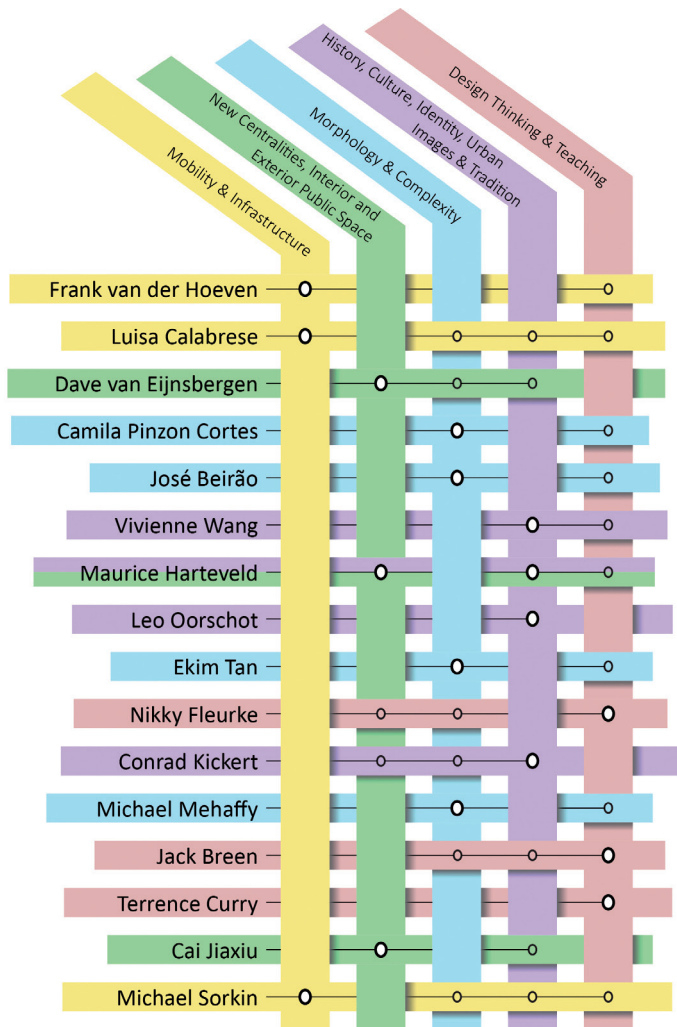 Mobility & Infrastructure
New Centralities, Interior and
Exterior Public Space
Morphology & Complexity
History, Culture, Identity, Urban
Images & Tradition
Design Thinking & Teaching
Frank van der Hoeven
Luisa Calabrese
Dave van Eijnsbergen
Camila Pinzon Cortes
José Beirão
Vivienne Wang
Maurice Harteveld
Leo Oorschot
Ekim Tan
Nikky Fleurke
Conrad Kickert
Michael Mehaffy
Jack Breen
Terrence Curry
Cai Jiaxiu
Michael Sorkin